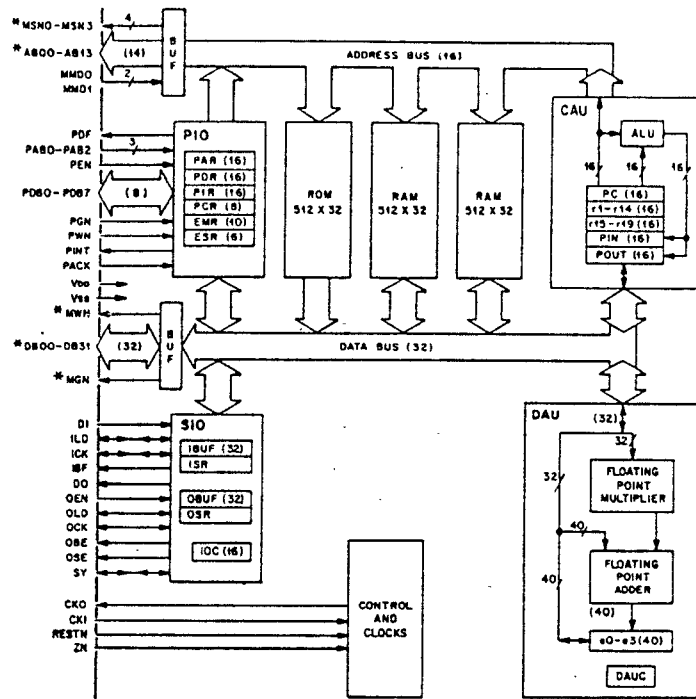 *MSN0-MSN3
4
*AB00-AB13
(14)
MMD0
MMD1
2
BUF
ADDRESS BUS (16)
PDF
PAB0-PAB2
3
PEN
PDB0-PDB7
(8)
PGN
PWN
PINT
PACK
VDD
VSS
*MWN
*DB00-DB31
(32)
*MGN
BUF
DATA BUS (32)
PIO
PAR (16)
PDR (16)
PIR (16)
PCR (8)
EMR (10)
ESR (6)
ROM
512 X 32
RAM
512 X 32
RAM
512 X 32
CAU
ALU
16
16
16
PC (16)
r1-r14 (16)
r15-r19 (16)
PIN (16)
POUT (16)
DI
ILD
ICK
IBF
DO
OEN
OLD
OCK
OBE
OSE
SY
SIO
IBUF (32)
ISR
OBUF (32)
OSR
IOC (16)
CKO
CKI
RESTN
ZN
CONTROL
AND
CLOCKS
DAU
(32)
32
32
FLOATING
POINT
MULTIPLIER
40
40
FLOATING
POINT
ADDER
(40)
a0-a3(40)
DAUC